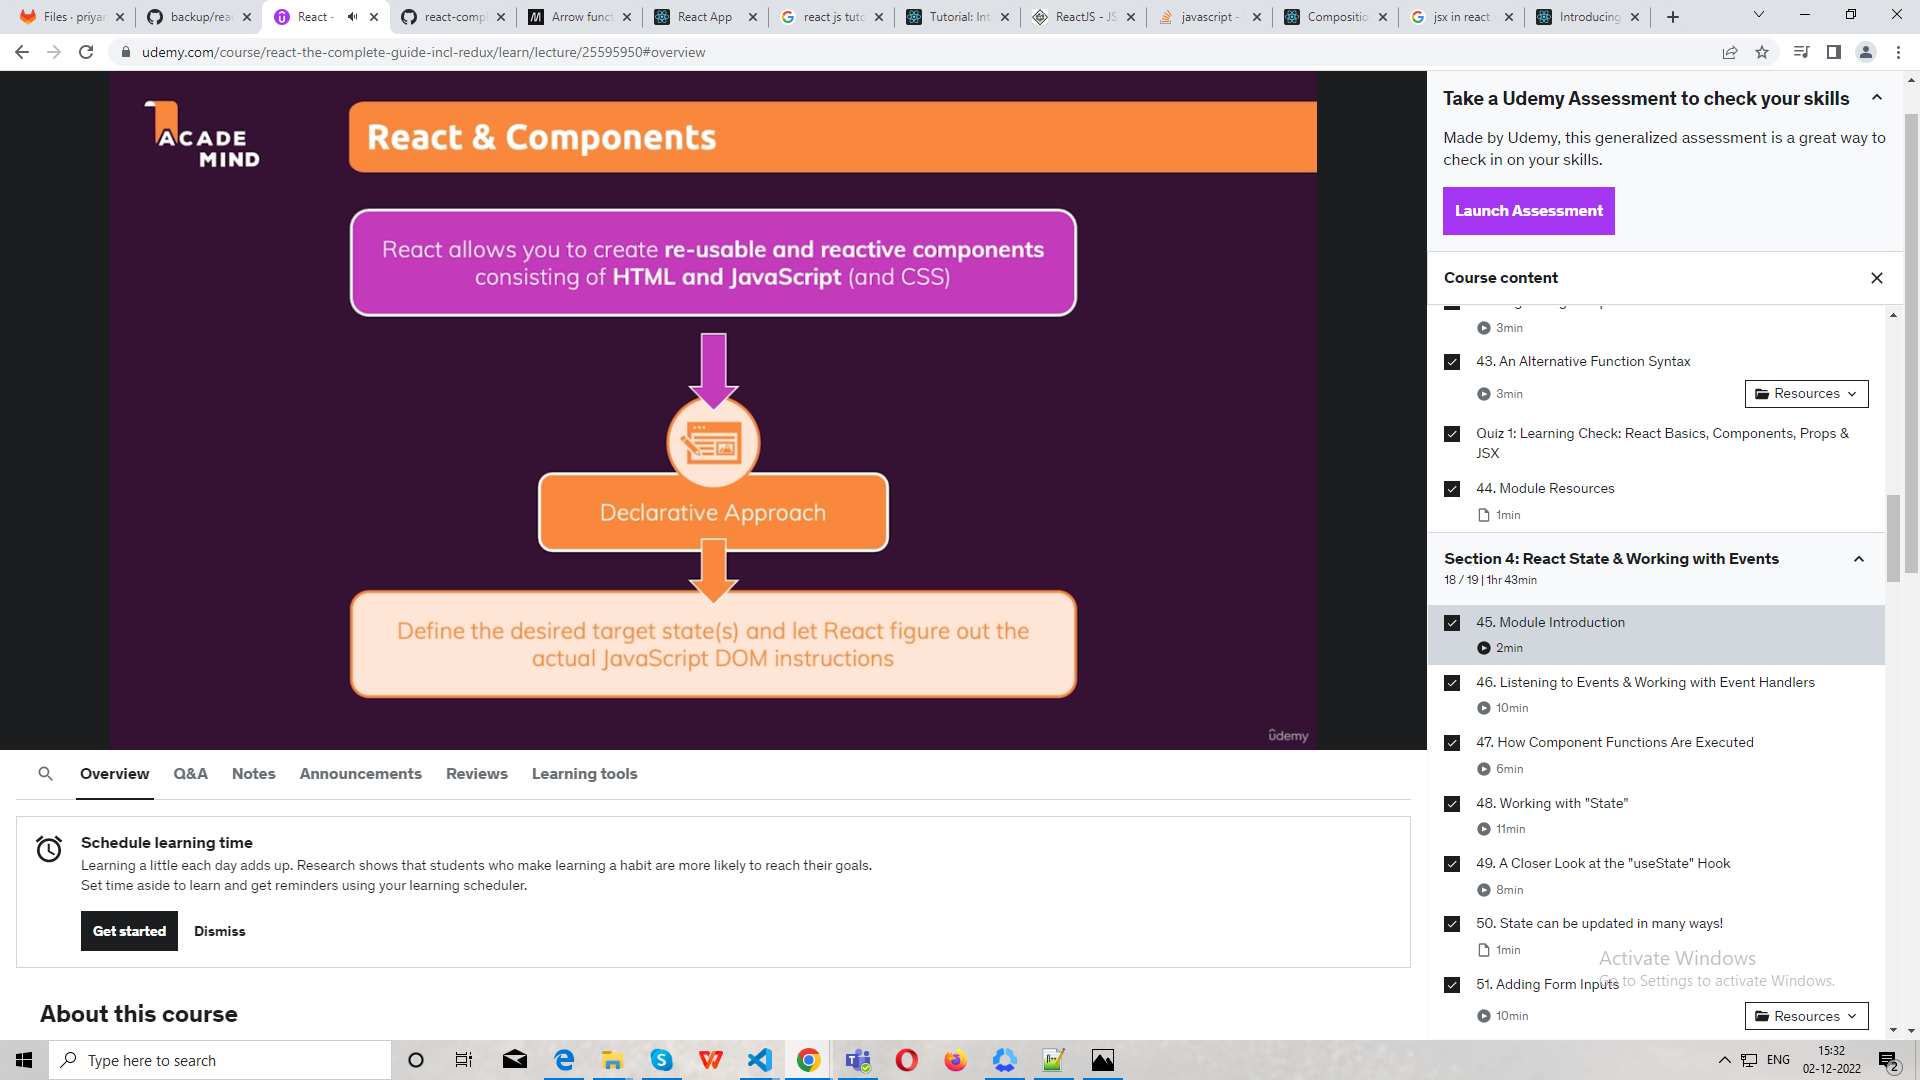 Files · priyar
backup/rea
React -
react-compl
Arrow funct
React App
react js tuto
Tutorial: Int
ReactJS - JS
javascript -
Compositio
jsx in react
Introducing
udemy.com/course/react-the-complete-guide-incl-redux/learn/lecture/25595950#overview
ACADE
MIND
React & Components
React allows you to create re-usable and reactive components
consisting of HTML and JavaScript (and CSS)
Declarative Approach
Define the desired target state(s) and let React figure out the
actual JavaScript DOM instructions
ûdemy
Take a Udemy Assessment to check your skills
Made by Udemy, this generalized assessment is a great way to
check in on your skills.
Launch Assessment
Course content
3min
43. An Alternative Function Syntax
3min
Resources
Quiz 1: Learning Check: React Basics, Components, Props &
JSX
44. Module Resources
1min
Section 4: React State & Working with Events
18 / 19 | 1hr 43min
45. Module Introduction
2min
46. Listening to Events & Working with Event Handlers
10min
47. How Component Functions Are Executed
6min
48. Working with "State"
11min
49. A Closer Look at the "useState" Hook
8min
50. State can be updated in many ways!
1min
51. Adding Form Inputs
10min
Resources
Activate Windows
Go to Settings to activate Windows.
Overview
Q&A
Notes
Announcements
Reviews
Learning tools
Schedule learning time
Learning a little each day adds up. Research shows that students who make learning a habit are more likely to reach their goals.
Set time aside to learn and get reminders using your learning scheduler.
Get started
Dismiss
About this course
Type here to search
ENG
15:32
02-12-2022
2